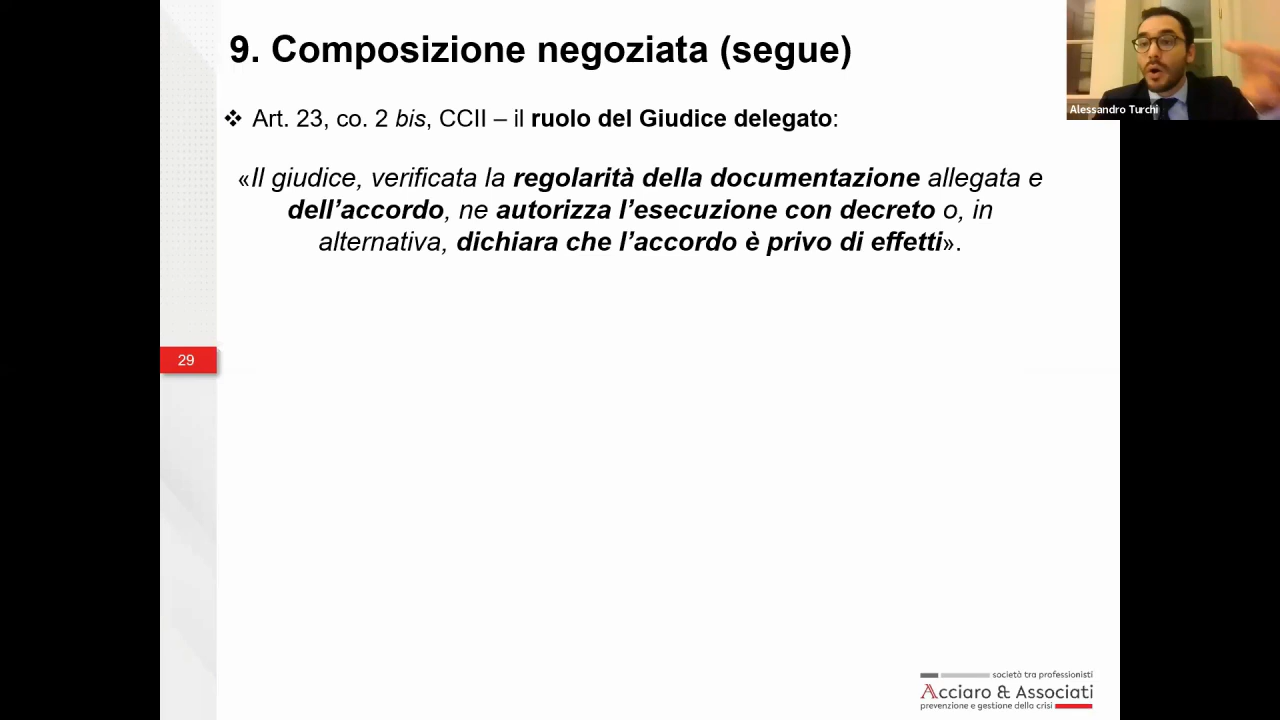 9. Composizione negoziata (segue)
Alessandro Turchi
❖ Art. 23, co. 2 bis, CCII – il ruolo del Giudice delegato:
«Il giudice, verificata la regolarità della documentazione allegata e
dell’accordo, ne autorizza l’esecuzione con decreto o, in
alternativa, dichiara che l’accordo è privo di effetti».
29
società tra professionisti
Acciaro & Associati
prevenzione e gestione della crisi